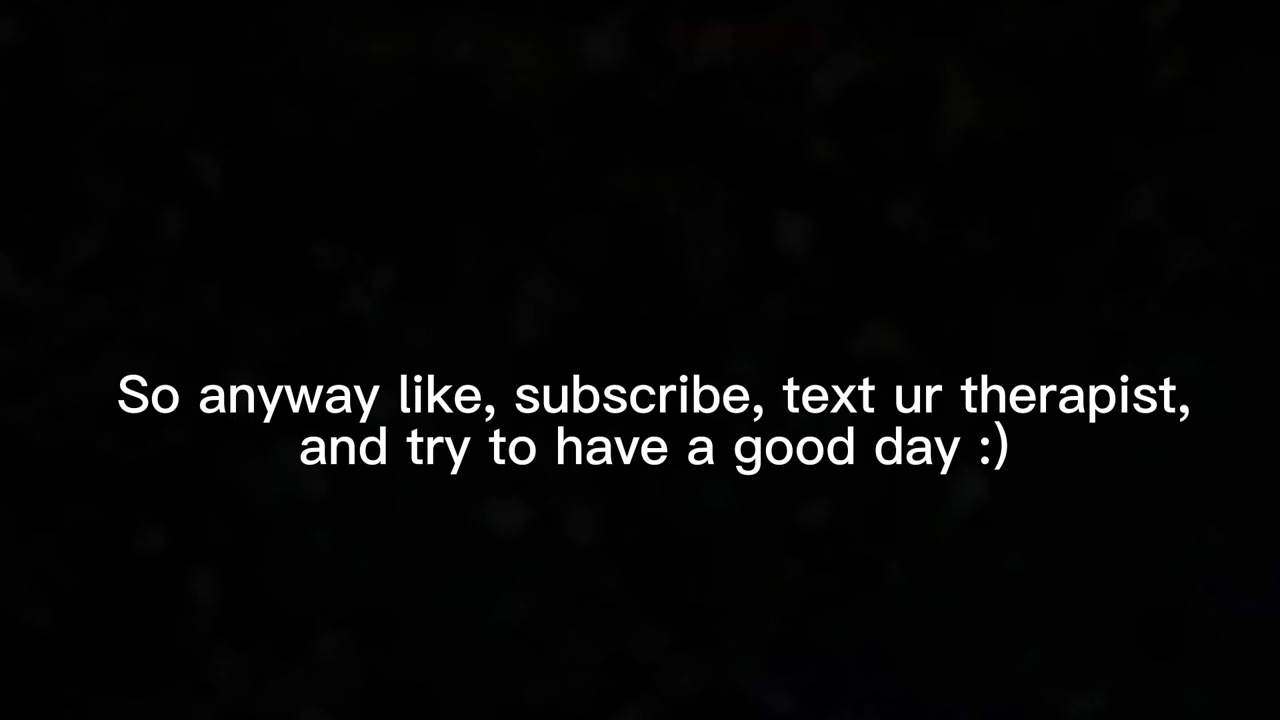 So anyway like, subscribe, text ur therapist,
and try to have a good day :)